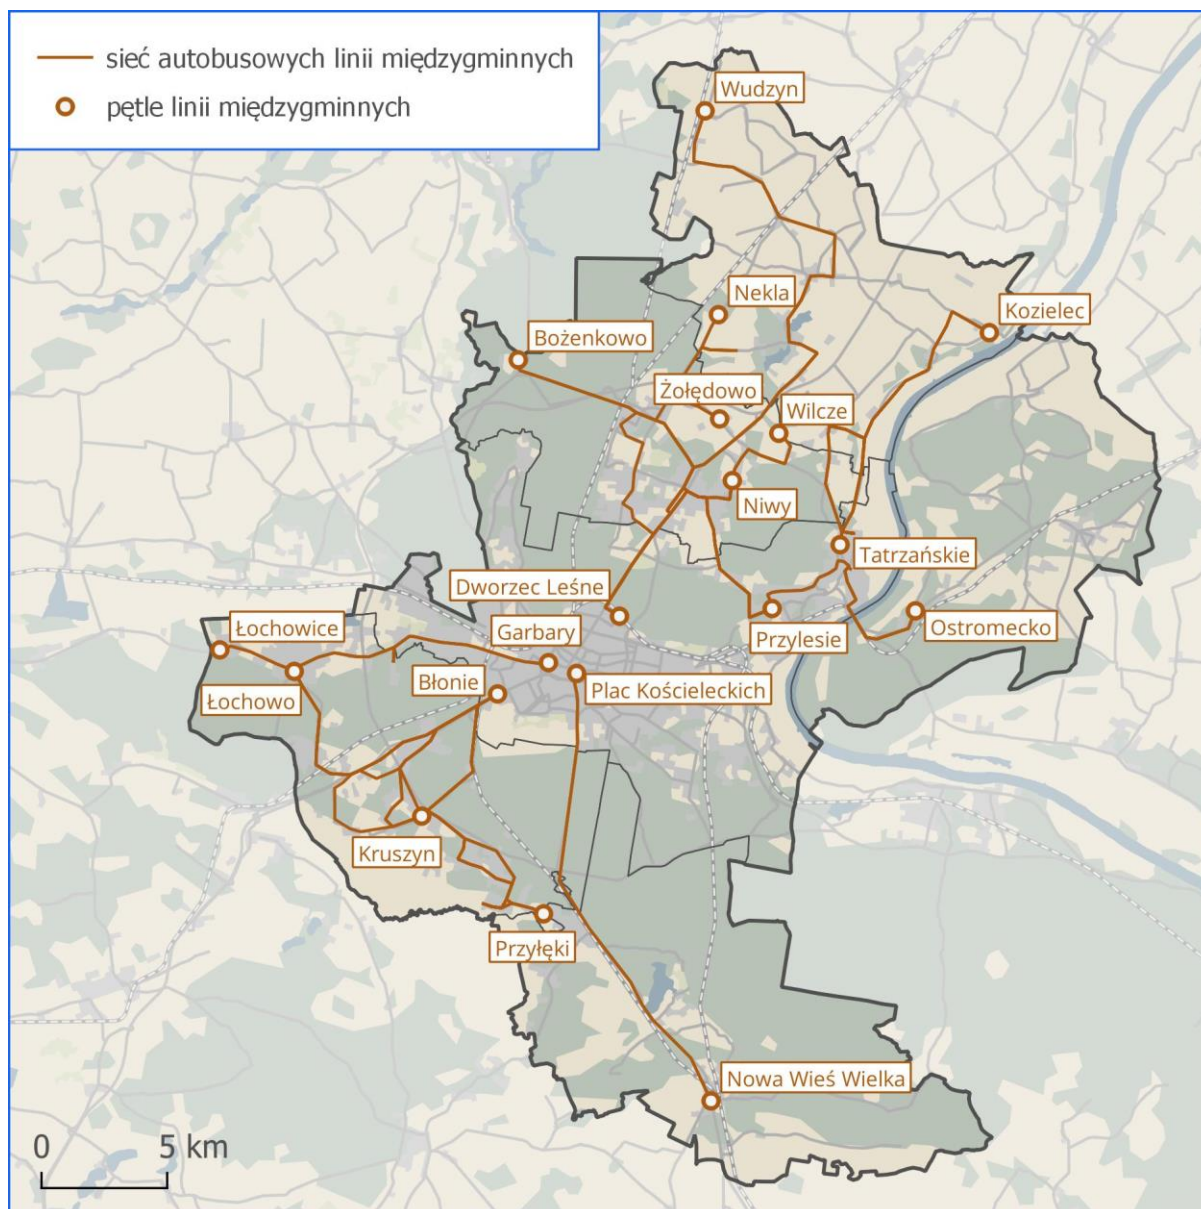 sieć autobusowych linii międzygminnych
pętle linii międzygminnych
Wudzyn
Nekla
Kozielec
Bożenkowo
Żołędowo
Wilcze
Niwy
Tatrzańskie
Dworzec Leśne
Łochowice
Garbary
Przylesie
Ostromecko
Błonie
Plac Kościeleckich
Łochowo
Kruszyn
Przyłęki
Nowa Wieś Wielka
0 5 km